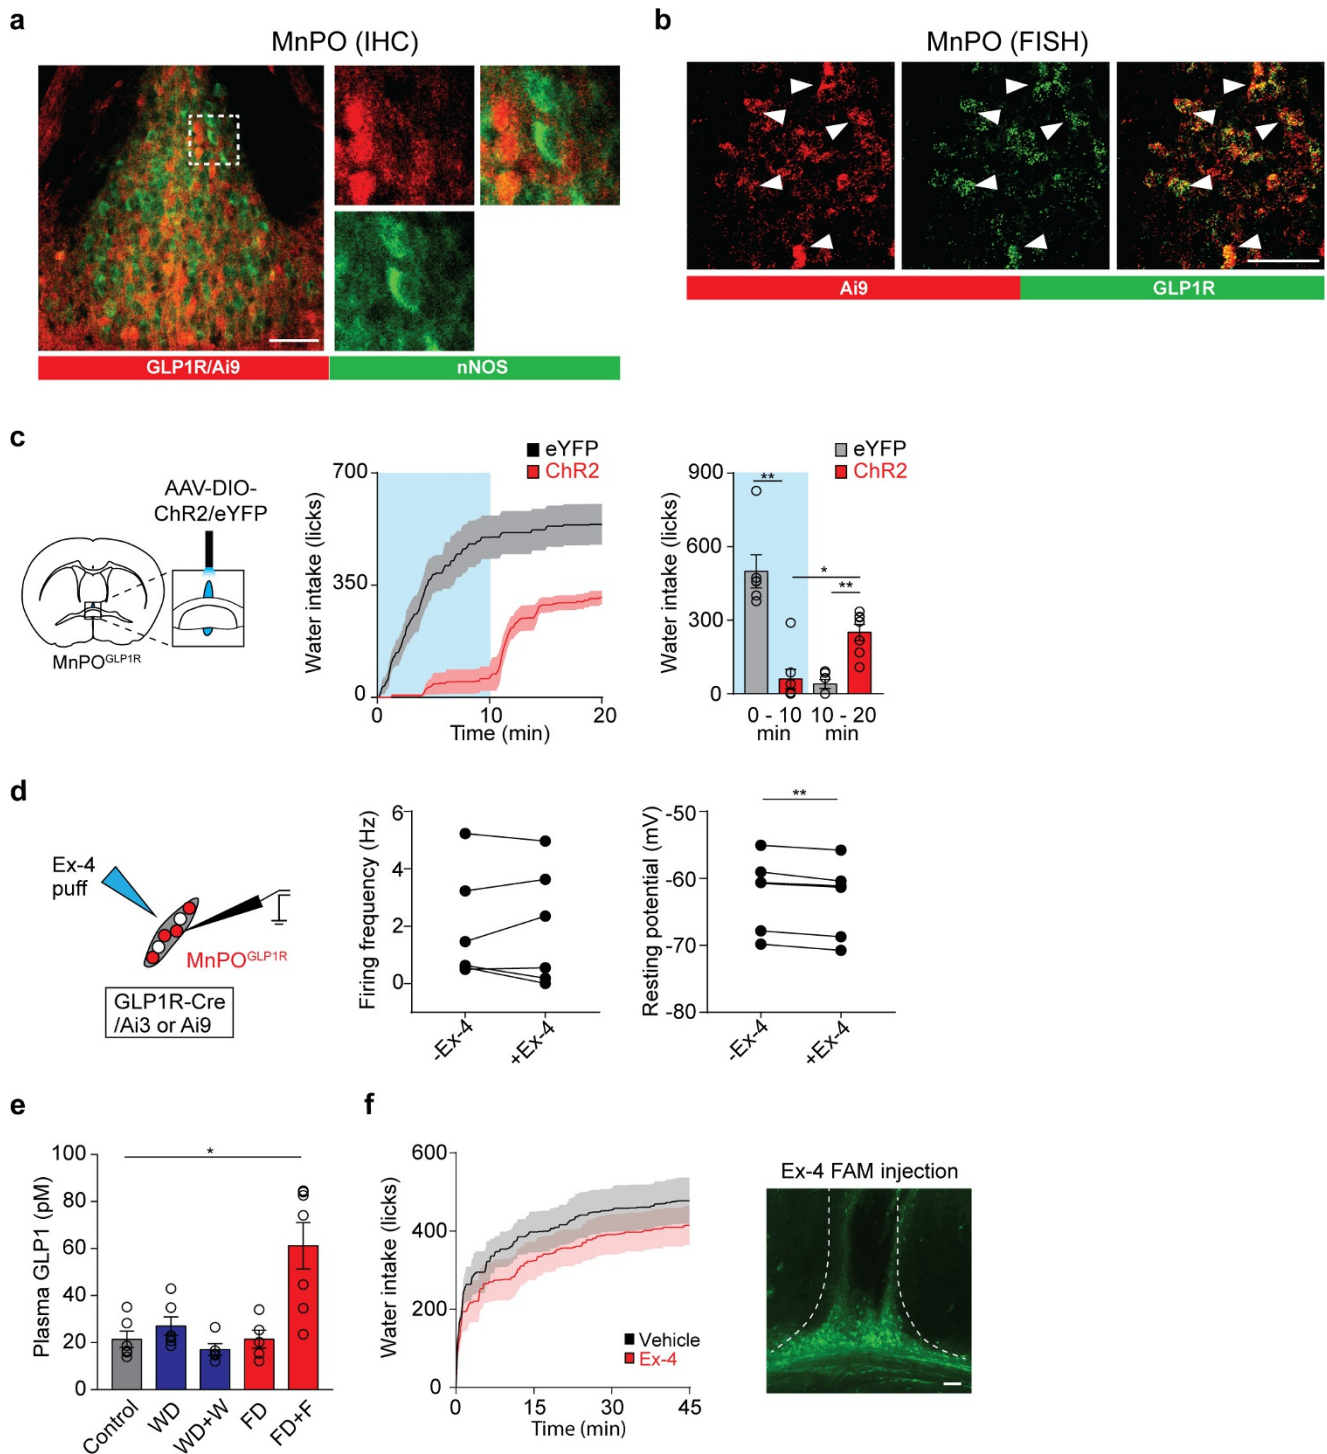 a
MnPO (IHC)
GLP1R/Ai9
nNOS
b
MnPO (FISH)
Ai9
GLP1R
c
AAV-DIO-
ChR2/eYFP
MnPO^GLP1R
eYFP
ChR2
Water intake (licks)
700
350
0
0
10
20
Time (min)
eYFP
ChR2
Water intake (licks)
900
600
300
0
**
*
**
0 - 10
min
10 - 20
min
d
Ex-4
puff
MnPO^GLP1R
GLP1R-Cre
/Ai3 or Ai9
Firing frequency (Hz)
6
4
2
0
-Ex-4
+Ex-4
Resting potential (mV)
-50
-60
-70
-80
**
-Ex-4
+Ex-4
e
Plasma GLP1 (pM)
100
80
60
40
20
0
*
Control
WD
WD+W
FD
FD+F
f
Water intake (licks)
600
400
200
0
0
15
30
45
Time (min)
Vehicle
Ex-4
Ex-4 FAM injection